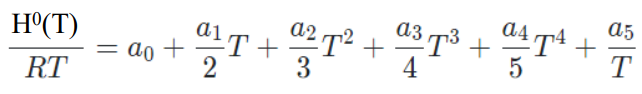 H⁰(T)/RT = a₀ + a₁/2 T + a₂/3 T² + a₃/4 T³ + a₄/5 T⁴ + a₅/T